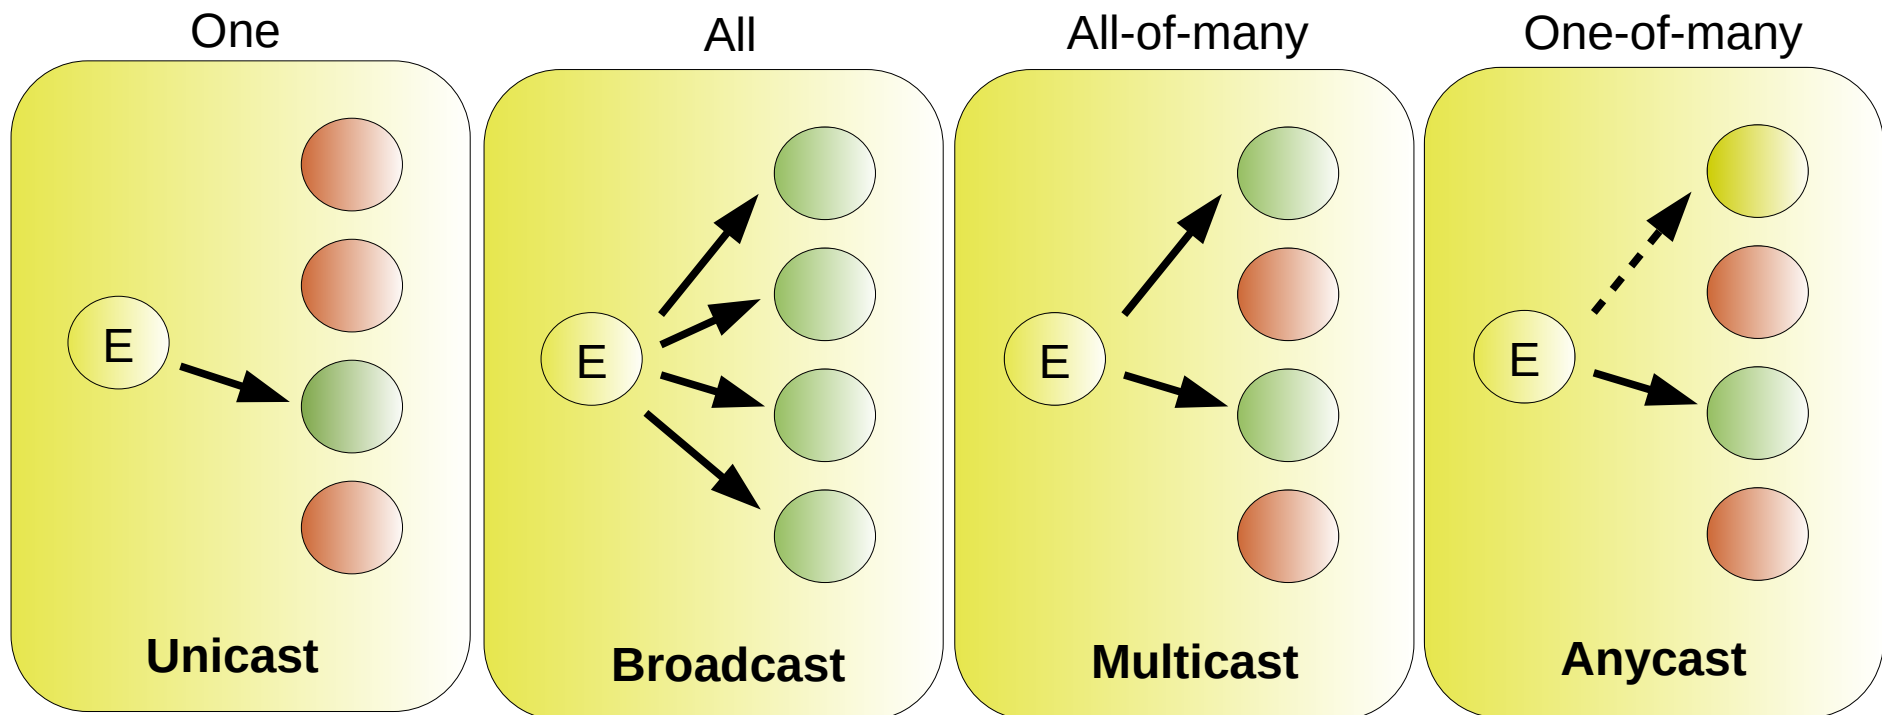 One
All
All-of-many
One-of-many
E
E
E
E
Unicast
Broadcast
Multicast
Anycast